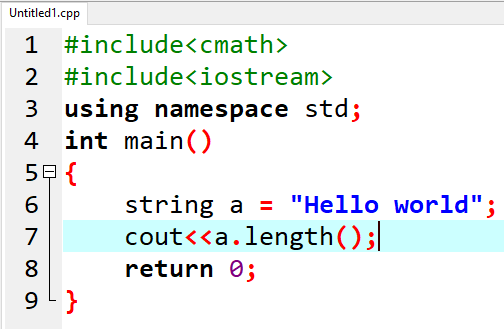 Untitled1.cpp
1 #include<cmath>
2 #include<iostream>
3 using namespace std;
4 int main()
5 {
6 string a = "Hello world";
7 cout<<a.length();
8 return 0;
9 }